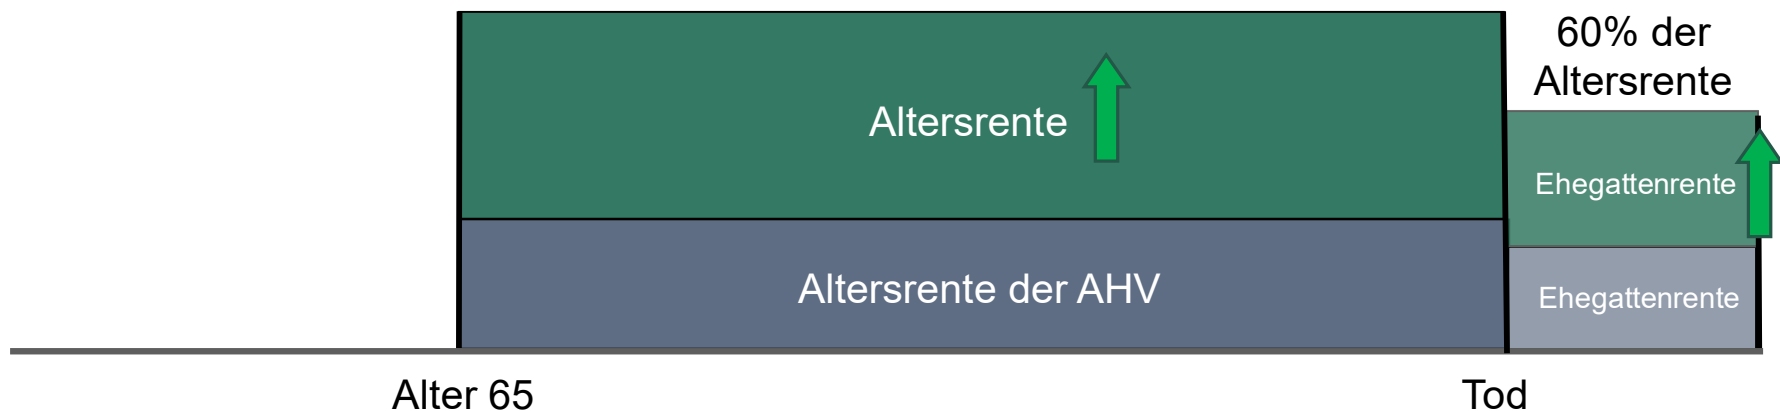 60% der
Altersrente
Altersrente
Ehegattenrente
Altersrente der AHV
Ehegattenrente
Alter 65
Tod